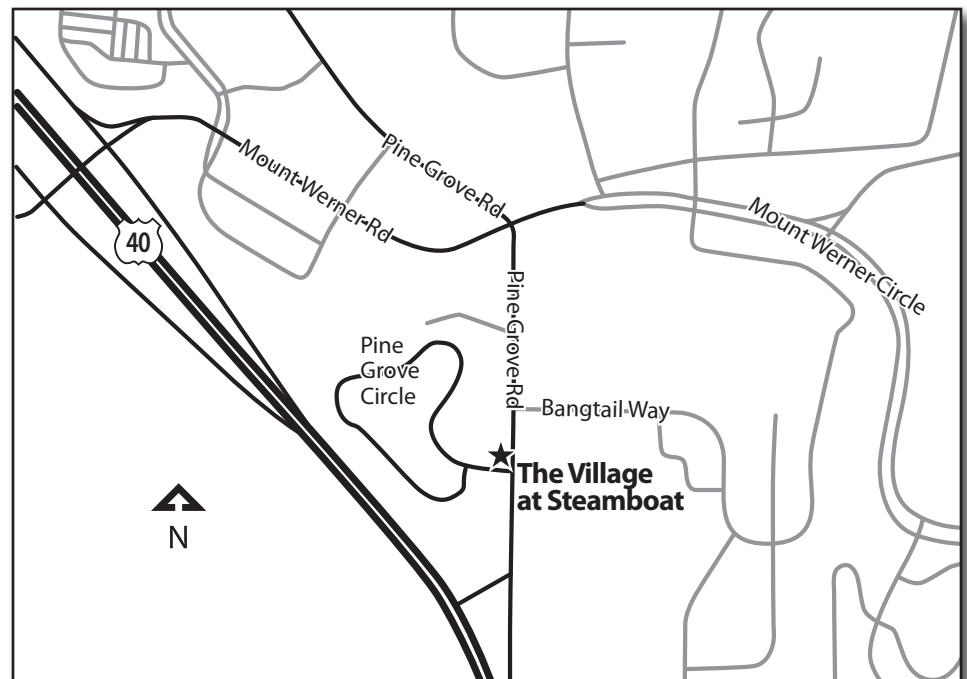 Pine Grove Rd
Mount Werner Rd
Mount Werner Circle
40
Pine Grove Rd
Pine
Grove
Circle
Bangtail Way
The Village
at Steamboat
N